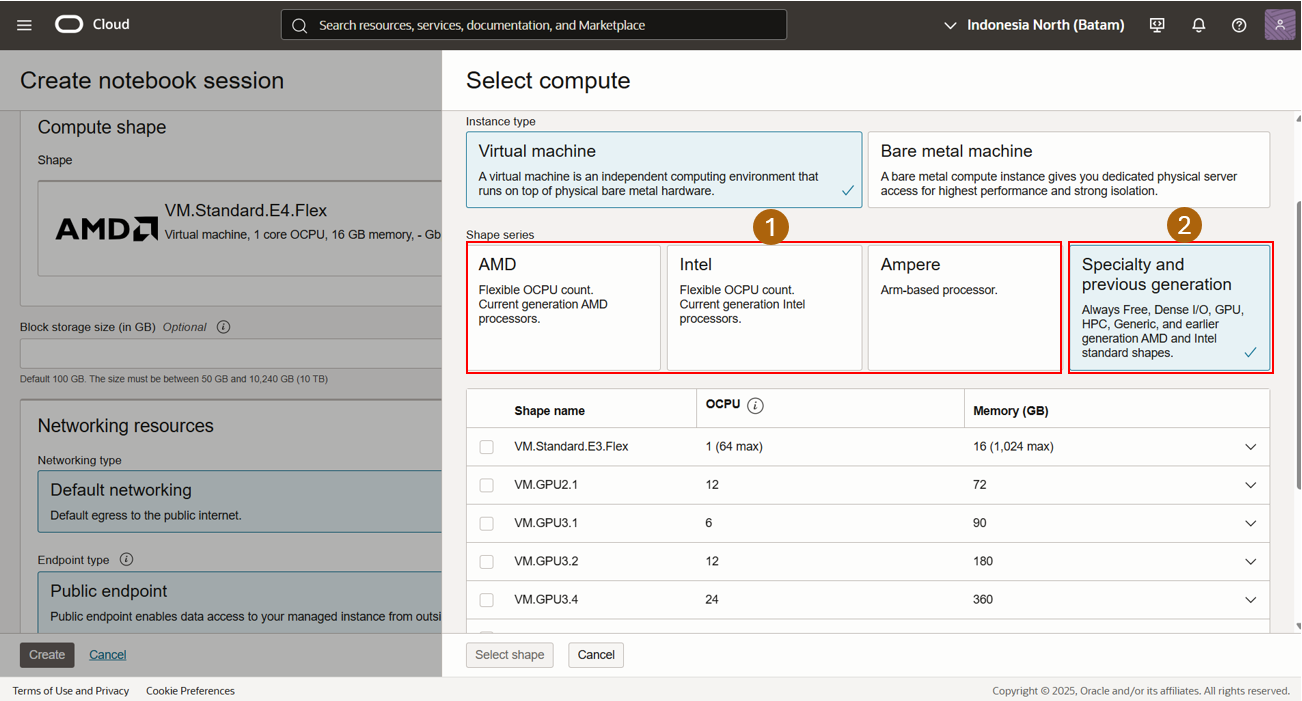 Cloud
Search resources, services, documentation, and Marketplace
Indonesia North (Batam)
Create notebook session
Compute shape
Shape
AMD
VM.Standard.E4.Flex
Virtual machine, 1 core OCPU, 16 GB memory, - Gb
Block storage size (in GB) Optional
Default 100 GB. The size must be between 50 GB and 10,240 GB (10 TB)
Networking resources
Networking type
Default networking
Default egress to the public internet.
Endpoint type
Public endpoint
Public endpoint enables data access to your managed instance from outsi
Create
Cancel
Select compute
Instance type
Virtual machine
A virtual machine is an independent computing environment that
runs on top of physical bare metal hardware.
Bare metal machine
A bare metal compute instance gives you dedicated physical server
access for highest performance and strong isolation.
Shape series
1
2
AMD
Flexible OCPU count.
Current generation AMD
processors.
Intel
Flexible OCPU count.
Current generation Intel
processors.
Ampere
Arm-based processor.
Specialty and
previous generation
Always Free, Dense I/O, GPU,
HPC, Generic, and earlier
generation AMD and Intel
standard shapes.
Shape name OCPU Memory (GB)
VM.Standard.E3.Flex 1 (64 max) 16 (1,024 max)
VM.GPU2.1 12 72
VM.GPU3.1 6 90
VM.GPU3.2 12 180
VM.GPU3.4 24 360
Select shape
Cancel
Terms of Use and Privacy
Cookie Preferences
Copyright © 2025, Oracle and/or its affiliates. All rights reserved.